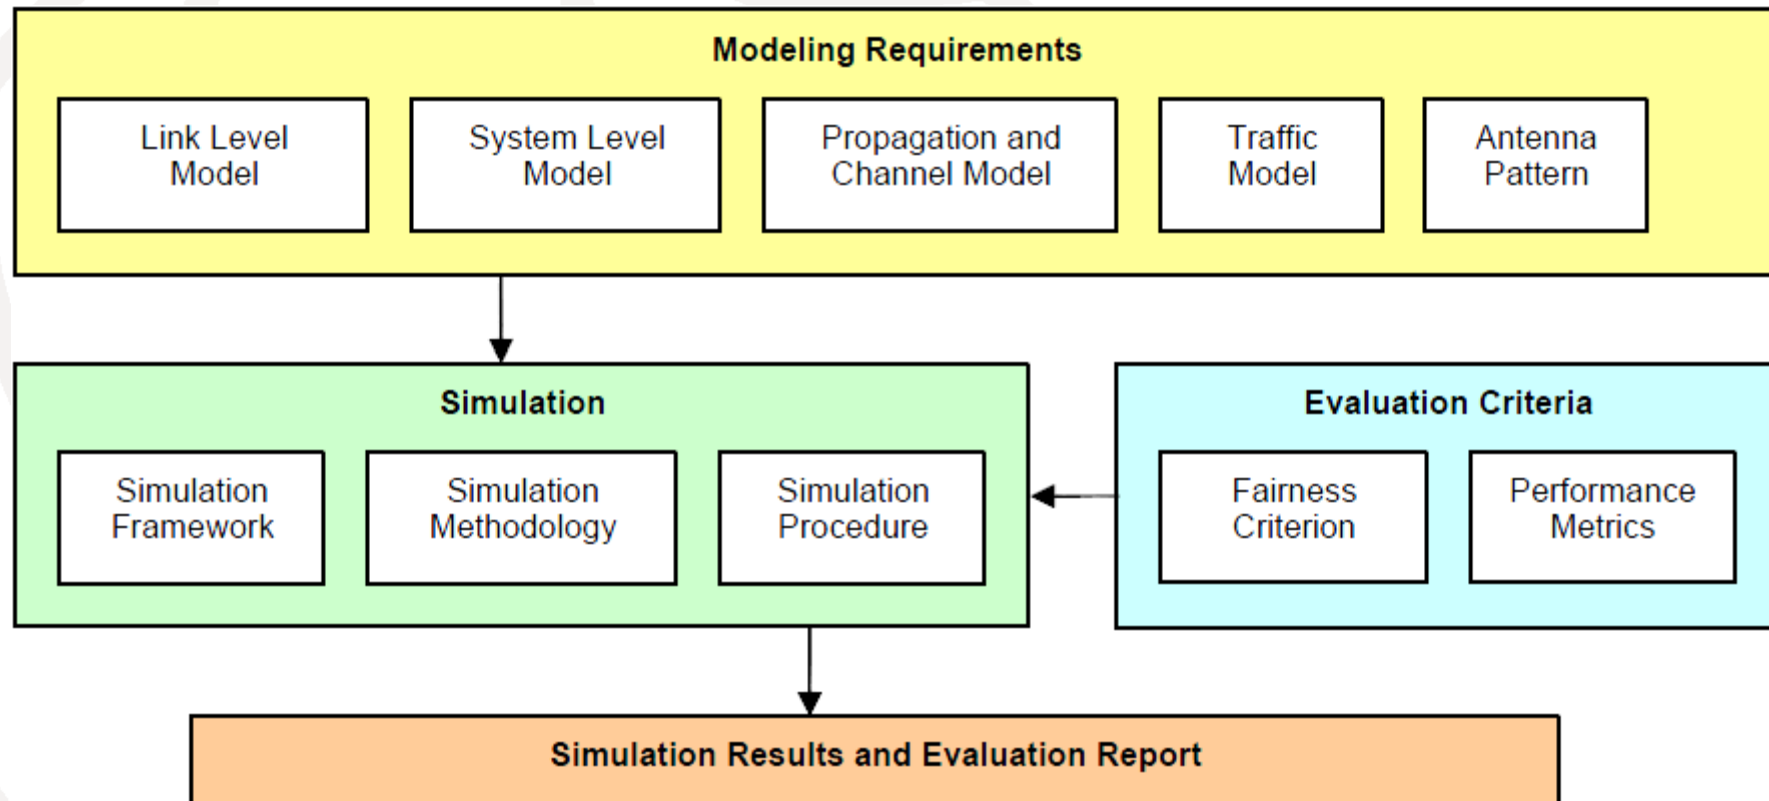 Modeling Requirements
Link Level
Model
System Level
Model
Propagation and
Channel Model
Traffic
Model
Antenna
Pattern
Simulation
Simulation
Framework
Simulation
Methodology
Simulation
Procedure
Evaluation Criteria
Fairness
Criterion
Performance
Metrics
Simulation Results and Evaluation Report